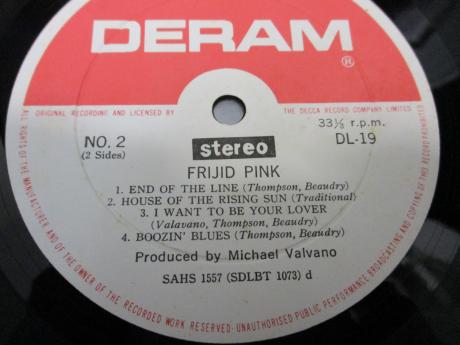 DERAM
®
ORIGINAL RECORDING AND LICENSED BY THE DECCA RECORD COMPANY LIMITED
NO. 2
(2 Sides)
stereo
33⅓ r.p.m.
DL-19
FRIJID PINK
1. END OF THE LINE (Thompson, Beaudry)
2. HOUSE OF THE RISING SUN (Traditional)
3. I WANT TO BE YOUR LOVER
(Valavano, Thompson, Beaudry)
4. BOOZIN' BLUES (Thompson, Beaudry)
Produced by Michael Valvano
SAHS 1557 (SDLBT 1073) d
ALL RIGHTS OF THE MANUFACTURER AND OF THE OWNER OF THE RECORDED WORK RESERVED UNAUTHORISED PUBLIC PERFORMANCE BROADCASTING AND COPYING OF THIS RECORD PROHIBITED